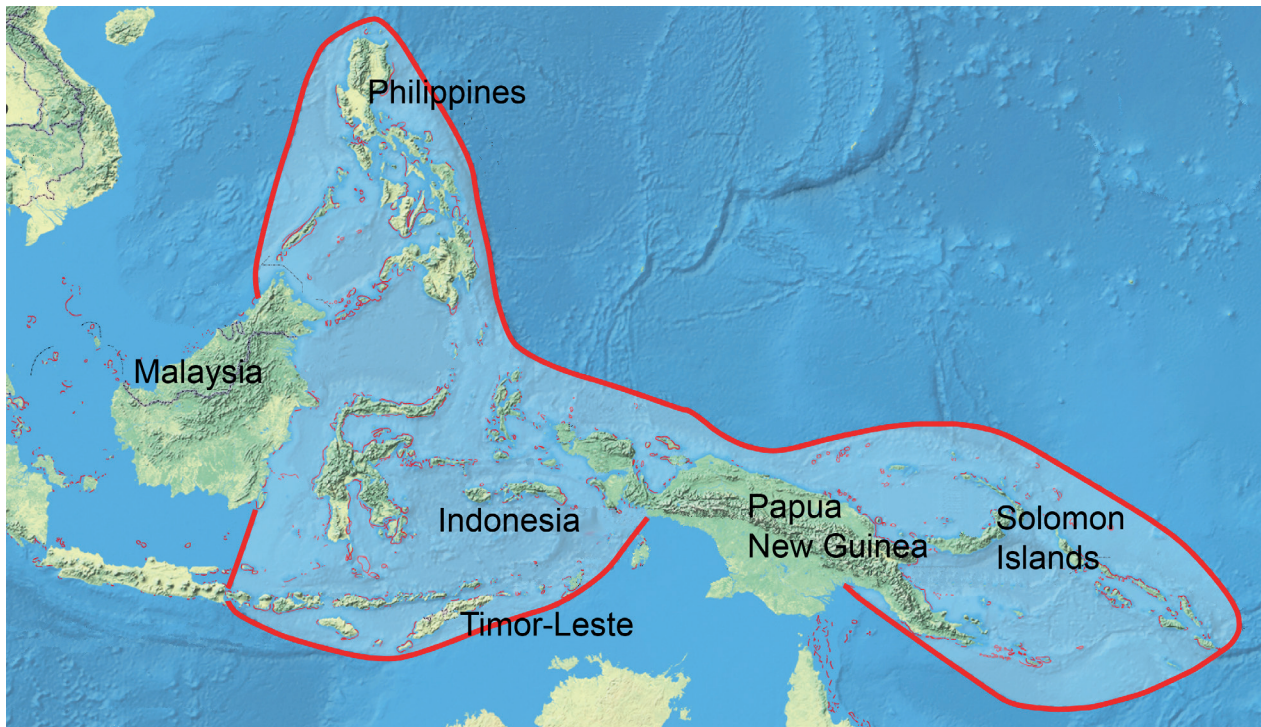 Philippines
Malaysia
Indonesia
Papua
New Guinea
Solomon
Islands
Timor-Leste